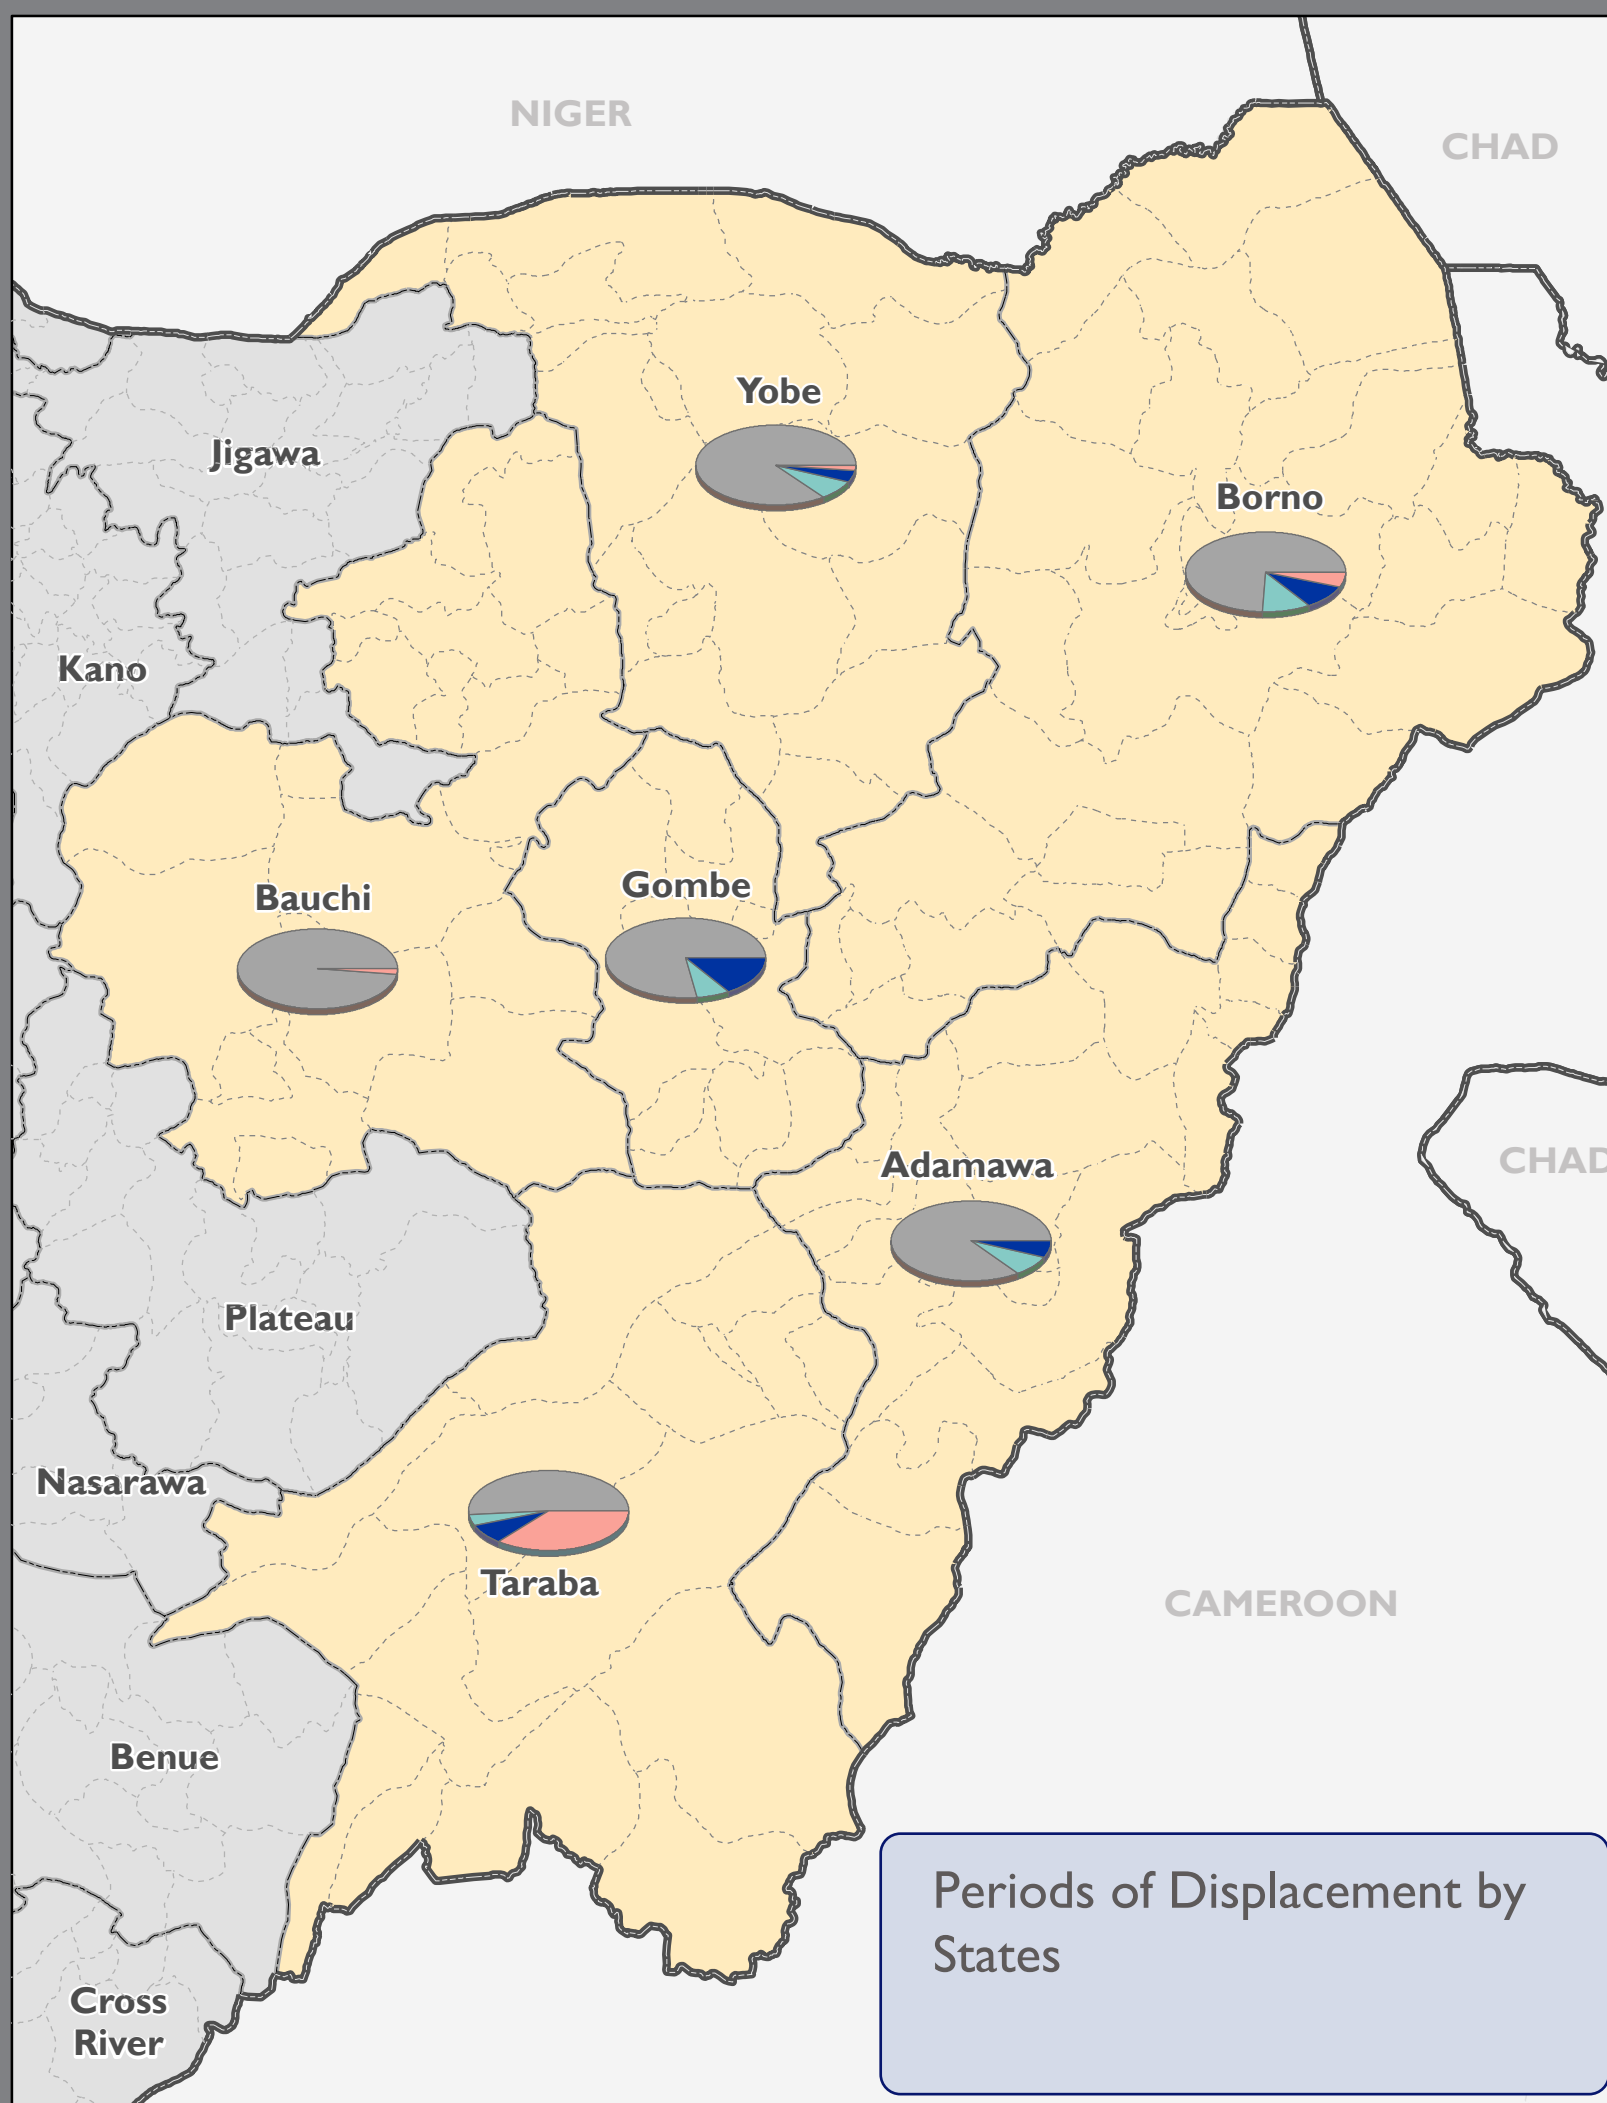 NIGER
CHAD
Yobe
Jigawa
Borno
Kano
Gombe
Bauchi
CHAD
Adamawa
Plateau
Nasarawa
Taraba
CAMEROON
Benue
Periods of Displacement by
States
Cross
River